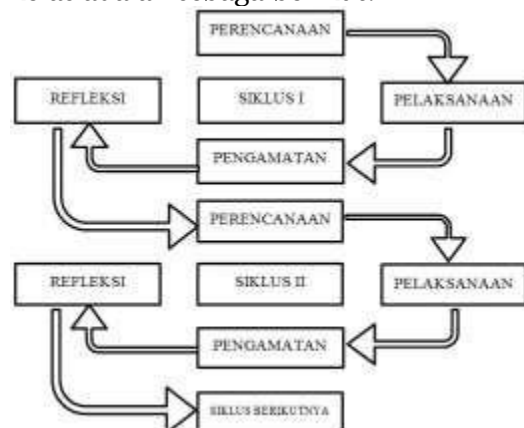 PERENCANAAN
REFLEKSI
SIKLUS I
PELAKSANAAN
PENGAMATAN
PERENCANAAN
REFLEKSI
SIKLUS II
PELAKSANAAN
PENGAMATAN
SIKLUS BERIKUTNYA